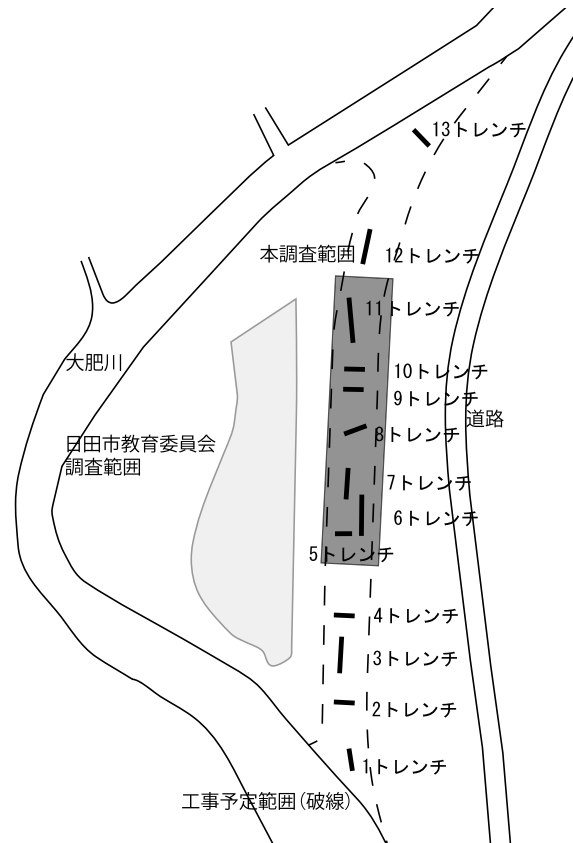 13トレンチ
本調査範囲
12トレンチ
11トレンチ
大肥川
10トレンチ
9トレンチ
道路
8トレンチ
日田市教育委員会
調査範囲
7トレンチ
6トレンチ
5トレンチ
4トレンチ
3トレンチ
2トレンチ
1トレンチ
工事予定範囲(破線)